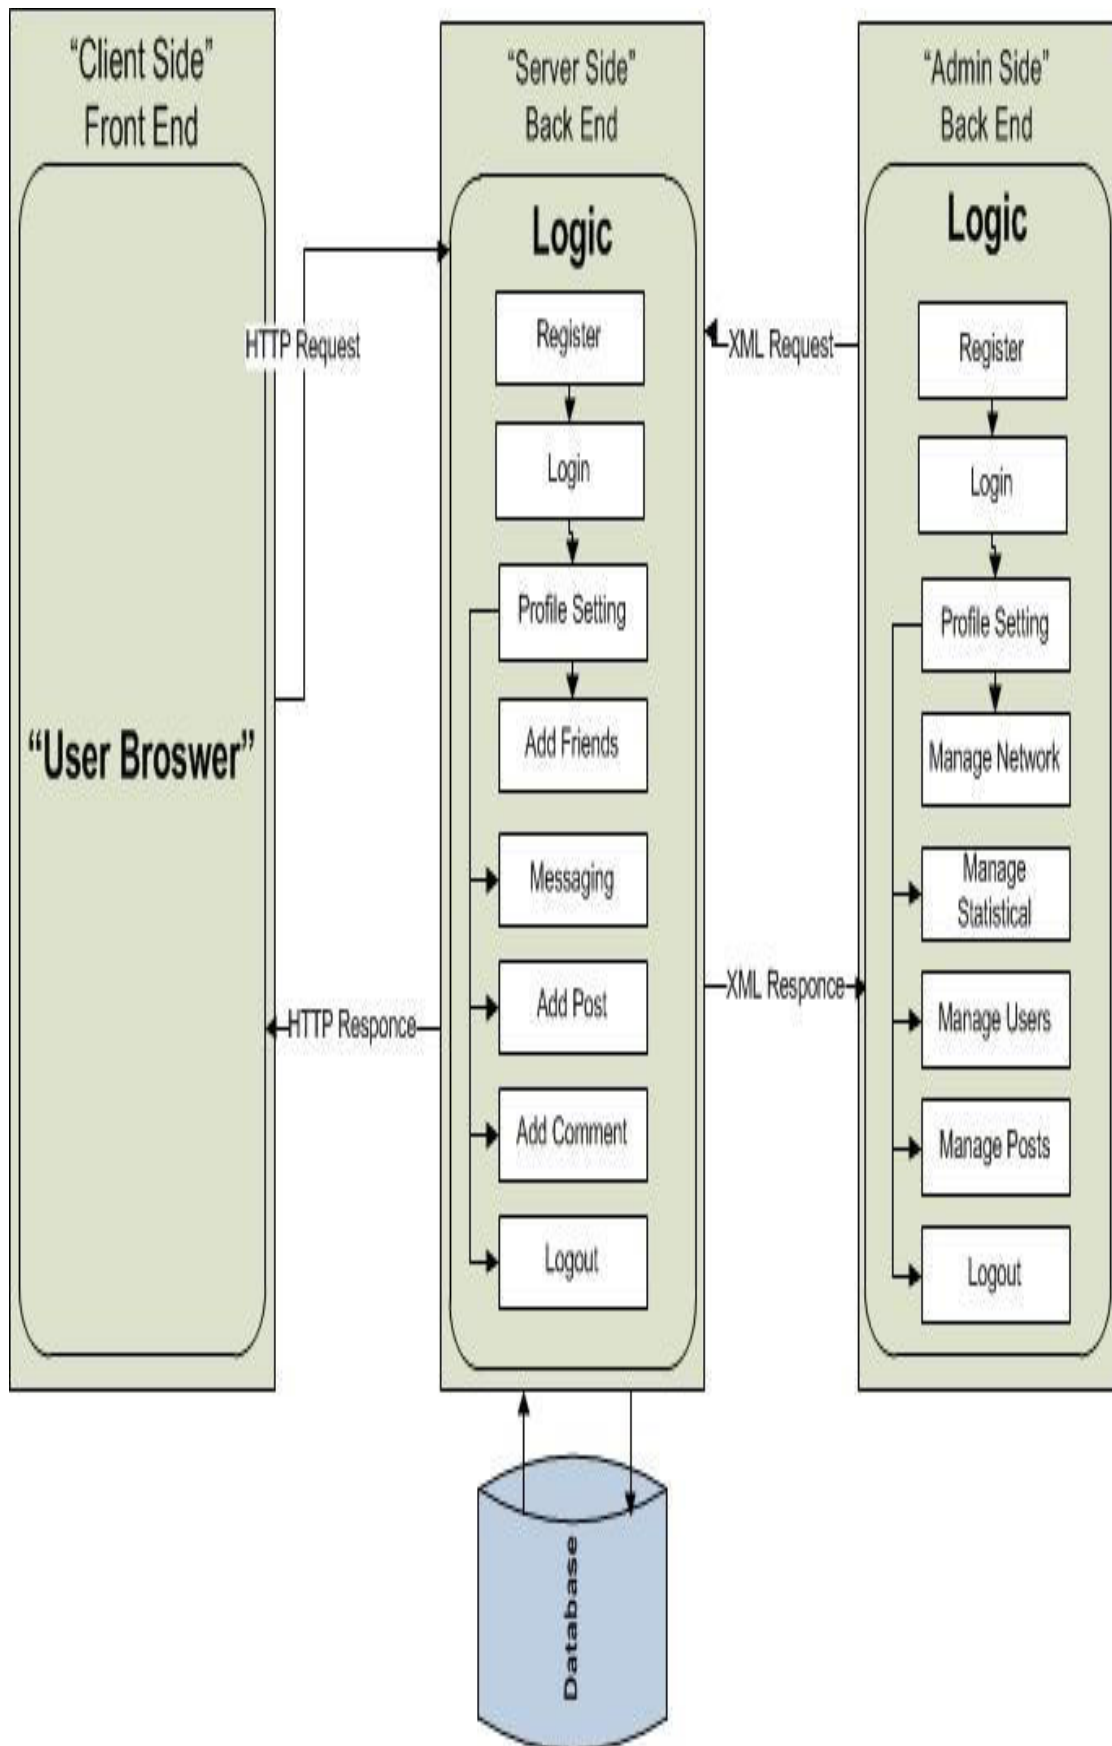 “Client Side”
Front End
“User Broswer”
HTTP Request
HTTP Responce
“Server Side”
Back End
Logic
Register
Login
Profile Setting
Add Friends
Messaging
Add Post
Add Comment
Logout
XML Request
XML Responce
“Admin Side”
Back End
Logic
Register
Login
Profile Setting
Manage Network
Manage
Statistical
Manage Users
Manage Posts
Logout
Database